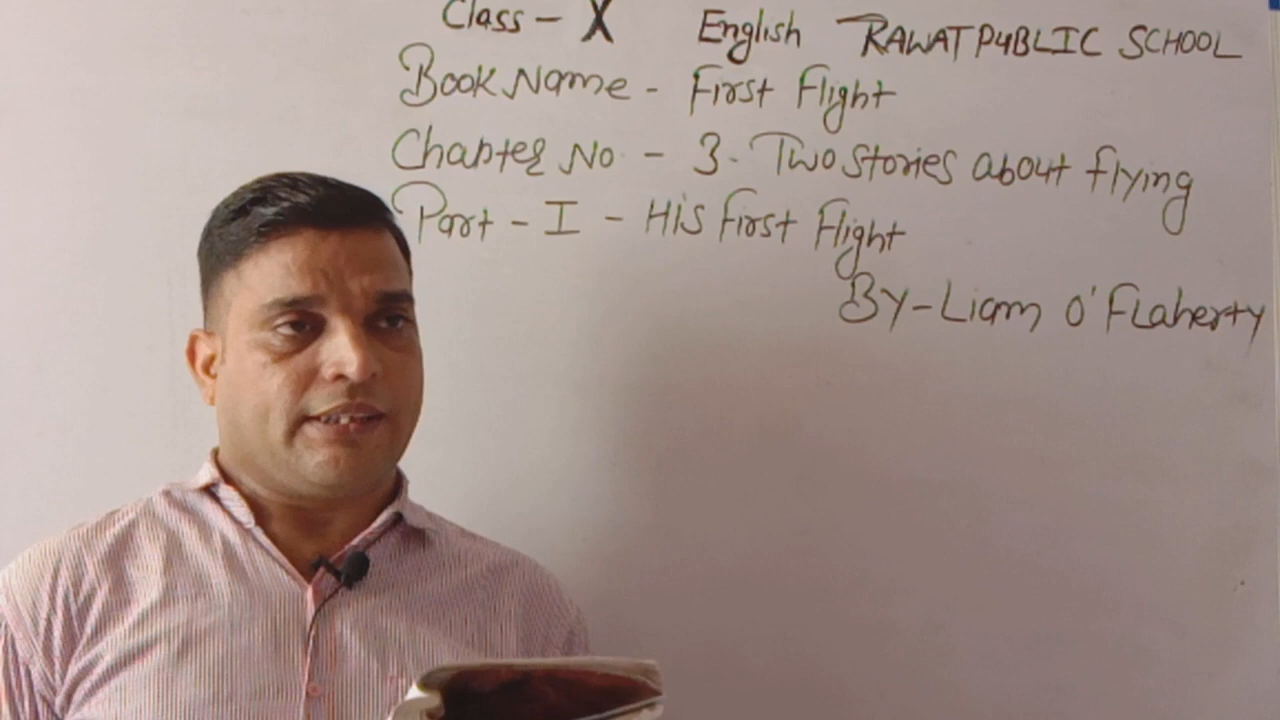 Class - X English RAWAT PUBLIC SCHOOL
Book Name - First Flight
Chapter No - 3. Two Stories about flying
Part - I - His First Flight
By - Liam O'Flaherty